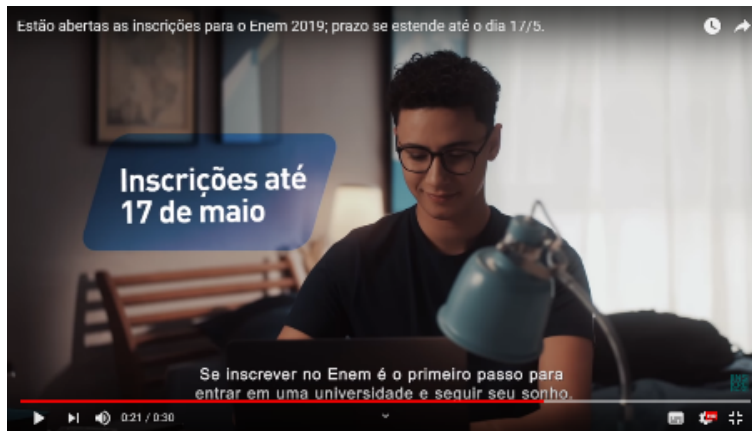 Estão abertas as inscrições para o Enem 2019; prazo se estende até o dia 17/5.
Inscrições até
17 de maio
Se inscrever no Enem é o primeiro passo para
entrar em uma universidade e seguir seu sonho.
0:21 / 0:30